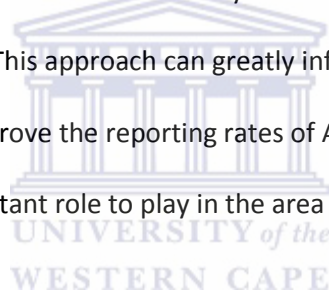 This approach can greatly inf
rove the reporting rates of A
tant role to play in the area
UNIVERSITY of the
WESTERN CAPE